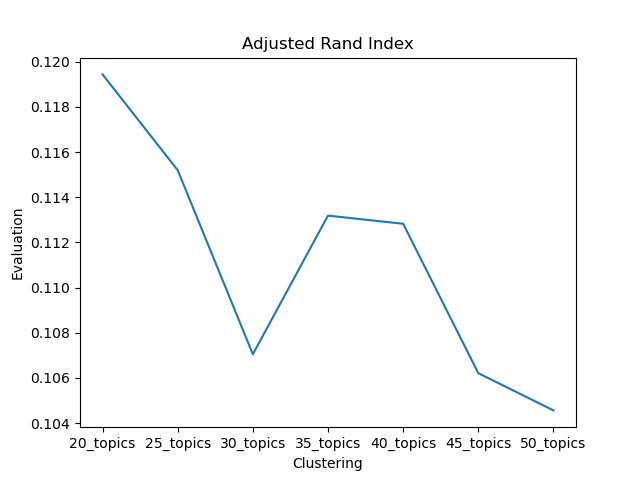 Adjusted Rand Index
0.120
0.118
0.116
0.114
0.112
0.110
0.108
0.106
0.104
Evaluation
20_topics 25_topics 30_topics 35_topics 40_topics 45_topics 50_topics
Clustering